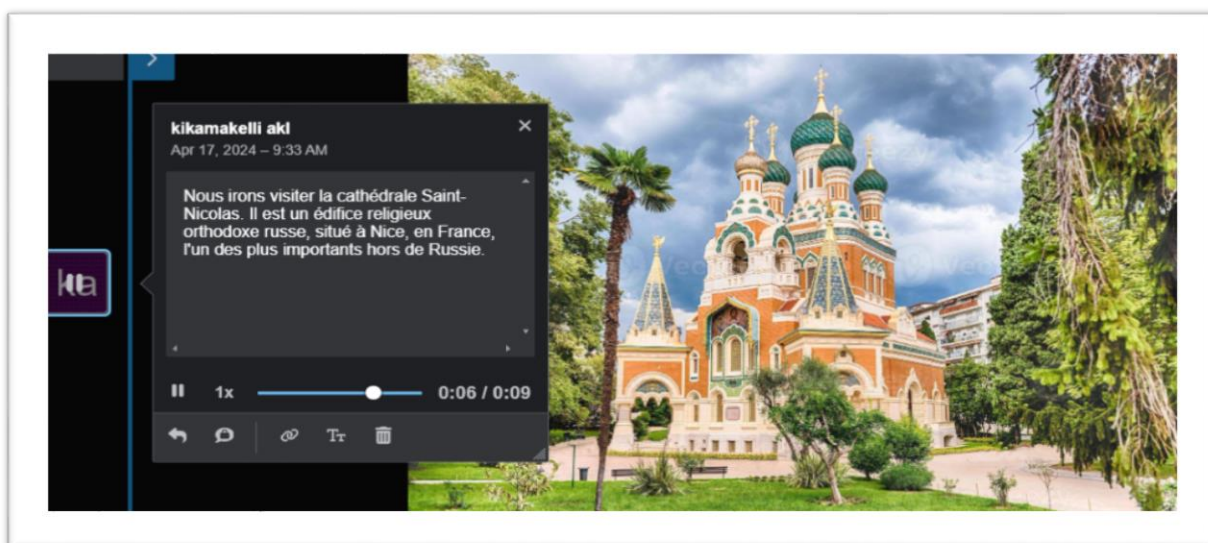 kikamakelli akl
Apr 17, 2024 – 9:33 AM
Nous irons visiter la cathédrale Saint-
Nicolas. Il est un édifice religieux
orthodoxe russe, situé à Nice, en France,
l'un des plus importants hors de Russie.
1x
0:06 / 0:09
Tт